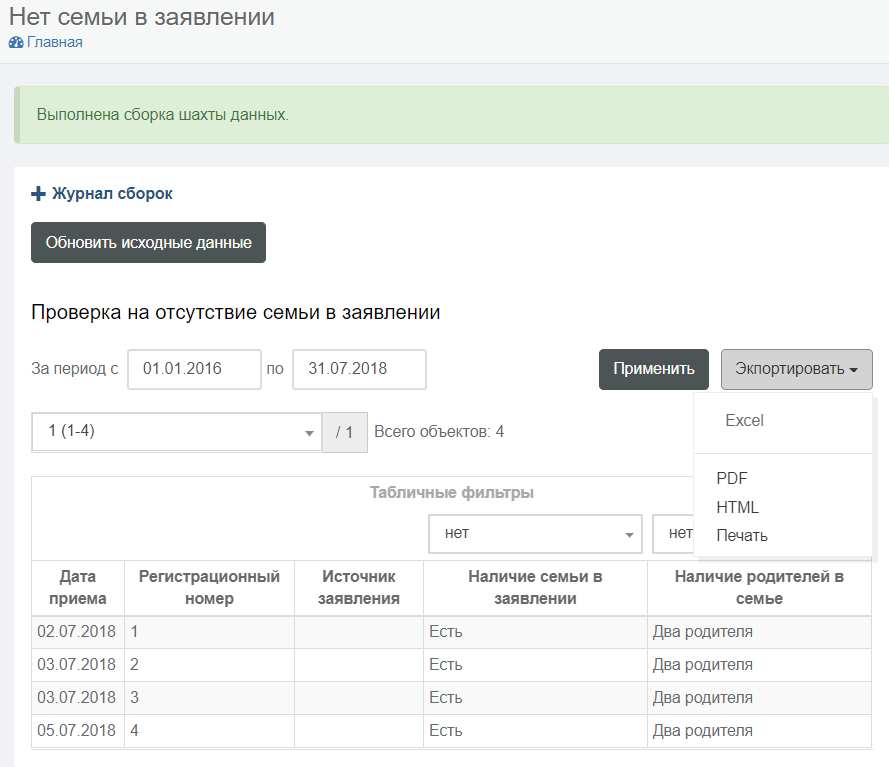 Нет семьи в заявлении
Главная
Выполнена сборка шахты данных.
Журнал сборок
Обновить исходные данные
Проверка на отсутствие семьи в заявлении
За период с 01.01.2016 по 31.07.2018 Применить Экпортировать
Excel
1 (1-4) / 1 Всего объектов: 4
PDF
HTML
Печать
Табличные фильтры
нет нет
Дата приема Регистрационный номер Источник заявления Наличие семьи в заявлении Наличие родителей в семье
02.07.2018 1 Есть Два родителя
03.07.2018 2 Есть Два родителя
03.07.2018 3 Есть Два родителя
05.07.2018 4 Есть Два родителя